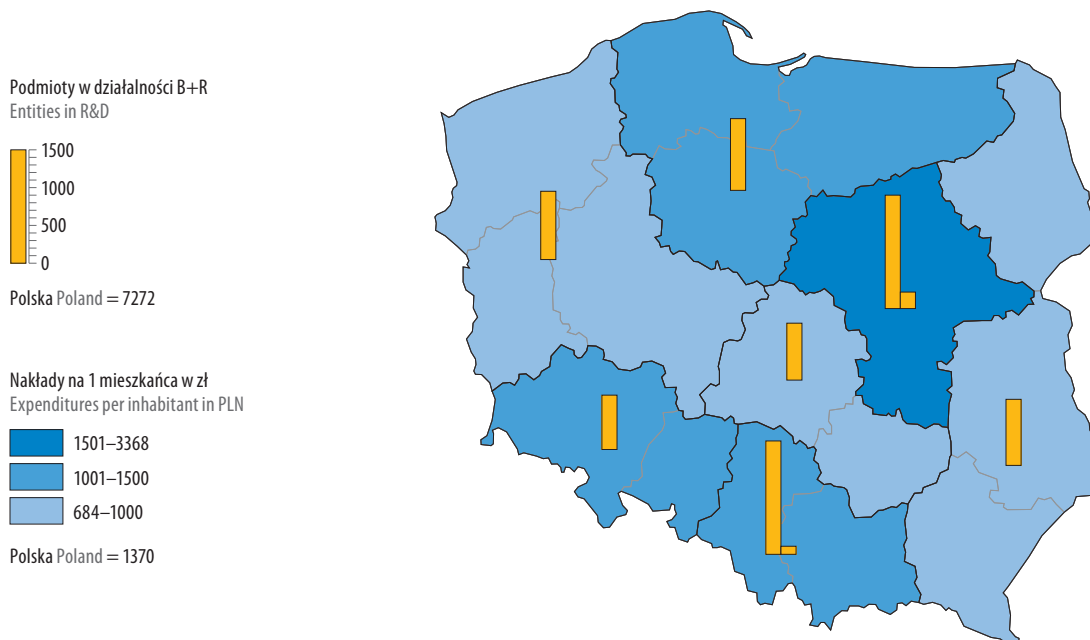 Podmioty w działalności B+R
Entities in R&D
1500
1000
500
0
Polska Poland = 7272
Nakłady na 1 mieszkańca w zł
Expenditures per inhabitant in PLN
1501–3368
1001–1500
684–1000
Polska Poland = 1370